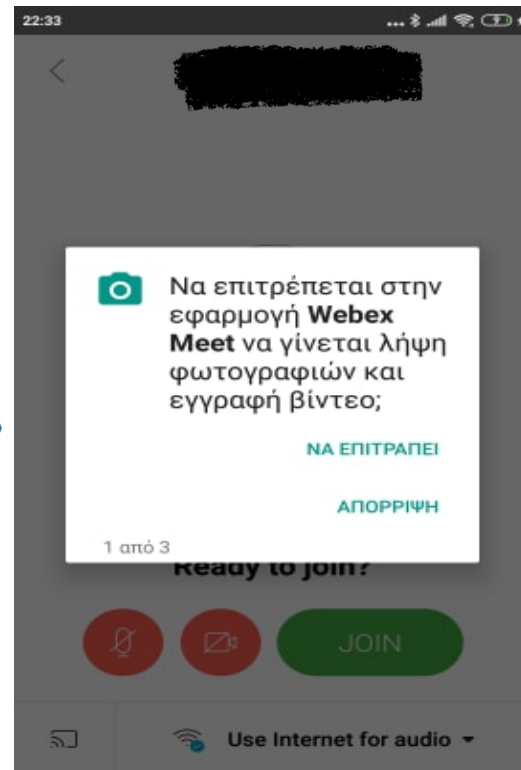 22:33
Να επιτρέπεται στην
εφαρμογή Webex
Meet να γίνεται λήψη
φωτογραφιών και
εγγραφή βίντεο;
ΝΑ ΕΠΙΤΡΑΠΕΙ
ΑΠΟΡΡΙΨΗ
1 από 3
Ready to join?
JOIN
Use Internet for audio